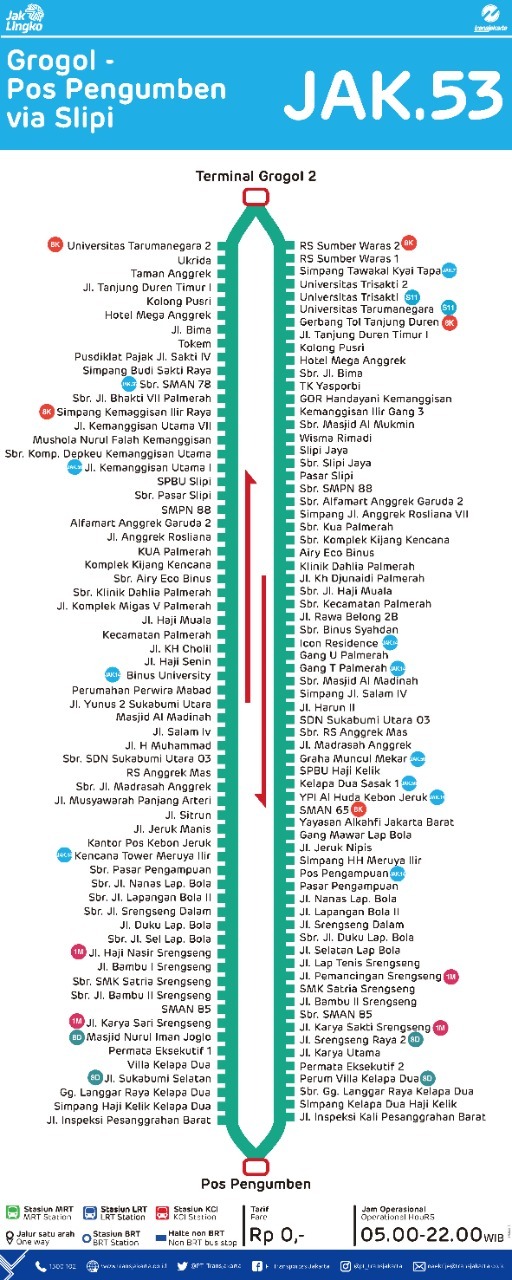 Jak
Lingko
transjakarta
Grogol -
Pos Pengumben
via Slipi
JAK.53
Terminal Grogol 2
8K Universitas Tarumanegara 2
Ukrida
Taman Anggrek
Jl. Tanjung Duren Timur I
Kolong Pusri
Hotel Mega Anggrek
Jl. Bima
Tokem
Pusdiklat Pajak Jl. Sakti IV
Simpang Budi Sakti Raya
Sbr. SMAN 78
Sbr. Jl. Bhakti VII Palmerah
8K Simpang Kemaggisan Ilir Raya
Jl. Kemanggisan Utama VII
Mushola Nurul Falah Kemanggisan
Sbr. Komp. Depkeu Kemanggisan Utama
Jl. Kemanggisan Utama I
SPBU Slipi
Sbr. Pasar Slipi
SMPN 88
Alfamart Anggrek Garuda 2
Jl. Anggrek Rosliana
KUA Palmerah
Komplek Kijang Kencana
Sbr. Airy Eco Binus
Sbr. Klinik Dahlia Palmerah
Jl. Komplek Migas V Palmerah
Jl. Haji Muala
Kecamatan Palmerah
Jl. KH Cholil
Jl. Haji Senin
Binus University
Perumahan Perwira Mabad
Jl. Yunus 2 Sukabumi Utara
Masjid Al Madinah
Jl. Salam Iv
Jl. H Muhammad
Sbr. SDN Sukabumi Utara 03
RS Anggrek Mas
Sbr. Jl. Madrasah Anggrek
Jl. Musyawarah Panjang Arteri
Jl. Sitrun
Jl. Jeruk Manis
Kantor Pos Kebon Jeruk
Kencana Tower Meruya Ilir
Sbr. Pasar Pengampuan
Sbr. Jl. Nanas Lap. Bola
Sbr. Jl. Lapangan Bola II
Sbr. Jl. Srengseng Dalam
Jl. Duku Lap. Bola
Sbr. Jl. Sel Lap. Bola
1M Jl. Haji Nasir Srengseng
Jl. Bambu I Srengseng
Sbr. SMK Satria Srengseng
Sbr. Jl. Bambu II Srengseng
SMAN 85
1M Jl. Karya Sari Srengseng
8D Masjid Nurul Iman Joglo
Permata Eksekutif 1
Villa Kelapa Dua
8D Jl. Sukabumi Selatan
Gg. Langgar Raya Kelapa Dua
Simpang Haji Kelik Kelapa Dua
Jl. Inspeksi Pesanggrahan Barat
RS Sumber Waras 2 8K
RS Sumber Waras 1
Simpang Tawakal Kyai Tapa
Universitas Trisakti 2
Universitas Trisakti S11
Universitas Tarumanegara S11
Gerbang Tol Tanjung Duren 8K
Jl. Tanjung Duren Timur I
Kolong Pusri
Hotel Mega Anggrek
Sbr. Jl. Bima
TK Yasporbi
GOR Handayani Kemanggisan
Kemanggisan Ilir Gang 3
Sbr. Masjid Al Mukmin
Wisma Rimadi
Slipi Jaya
Sbr. Slipi Jaya
Pasar Slipi
Sbr. SMPN 88
Sbr. Alfamart Anggrek Garuda 2
Simpang Jl. Anggrek Rosliana VII
Sbr. Kua Palmerah
Sbr. Komplek Kijang Kencana
Airy Eco Binus
Klinik Dahlia Palmerah
Jl. Kh Djunaidi Palmerah
Sbr. Jl. Haji Muala
Sbr. Kecamatan Palmerah
Jl. Rawa Belong 2B
Sbr. Binus Syahdan
Icon Residence
Gang U Palmerah
Gang T Palmerah
Sbr. Masjid Al Madinah
Simpang Jl. Salam IV
Jl. Harun II
SDN Sukabumi Utara 03
Sbr. RS Anggrek Mas
Jl. Madrasah Anggrek
Graha Muncul Mekar
SPBU Haji Kelik
Kelapa Dua Sasak 1
YPI Al Huda Kebon Jeruk
SMAN 65 8K
Yayasan Alkahfi Jakarta Barat
Gang Mawar Lap Bola
Jl. Jeruk Nipis
Simpang HH Meruya Ilir
Pos Pengampuan
Pasar Pengampuan
Jl. Nanas Lap. Bola
Jl. Lapangan Bola II
Jl. Srengseng Dalam
Sbr. Jl. Duku Lap. Bola
Jl. Selatan Lap Bola
Jl. Lap Tenis Srengseng
Jl. Pemancingan Srengseng 1M
SMK Satria Srengseng
Jl. Bambu II Srengseng
Sbr. SMAN 85
Jl. Karya Sakti Srengseng 1M
Jl. Srengseng Raya 2 8D
Jl. Karya Utama
Permata Eksekutif 2
Perum Villa Kelapa Dua 8D
Sbr. Gg. Langgar Raya Kelapa Dua
Simpang Kelapa Dua Haji Kelik
Jl. Inspeksi Kali Pesanggrahan Barat
Pos Pengumben
Stasiun MRT
MRT Station
Stasiun LRT
LRT Station
Stasiun KCI
KCI Station
Jalur satu arah
One way
Stasiun BRT
BRT Station
Halte non BRT
Non BRT bus stop
Tarif
Fare
Rp 0,-
Jam Operasional
Operational HouRS
05.00-22.00 WIB
1500 102
www.transjakarta.co.id
PT Transjakarta
Transportasi Jakarta
@pt_transjakarta